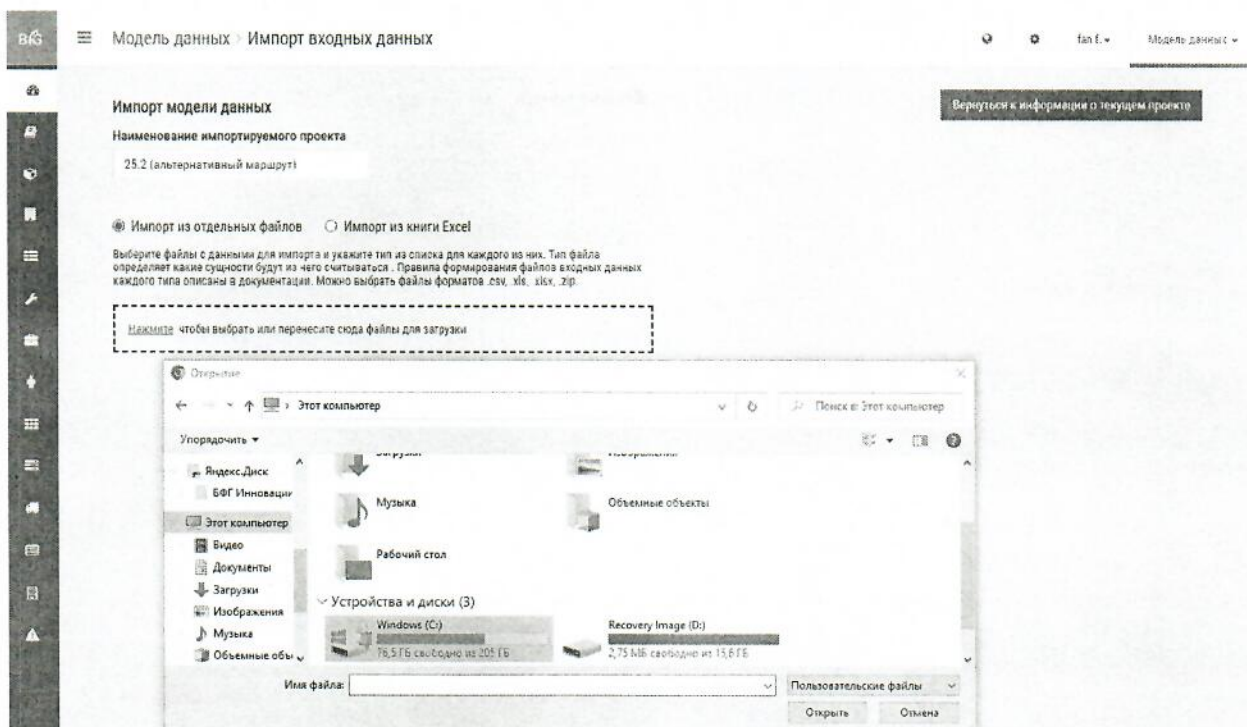 BFG
Модель данных › Импорт входных данных
fan f.
Модель данных
Импорт модели данных
Вернуться к информации о текущем проекте
Наименование импортируемого проекта
25.2 (альтернативный маршрут)
Импорт из отдельных файлов
Импорт из книги Excel
Выберите файлы с данными для импорта и укажите тип из списка для каждого из них. Тип файла
определяет какие сущности будут из него считываться . Правила формирования файлов входных данных
каждого типа описаны в документации. Можно выбрать файлы форматов .csv, .xls, .xlsx, .zip.
Нажмите чтобы выбрать или перенесите сюда файлы для загрузки
Открытие
Этот компьютер
Поиск в: Этот компьютер
Упорядочить
Яндекс.Диск
БФГ Инновации
Этот компьютер
Видео
Документы
Загрузки
Изображения
Музыка
Объемные объ
Загрузки
Изображения
Музыка
Объемные объекты
Рабочий стол
Устройства и диски (3)
Windows (C:)
76,5 ГБ свободно из 205 ГБ
Recovery Image (D:)
2,75 МБ свободно из 15,6 ГБ
Имя файла:
Пользовательские файлы
Открыть
Отмена